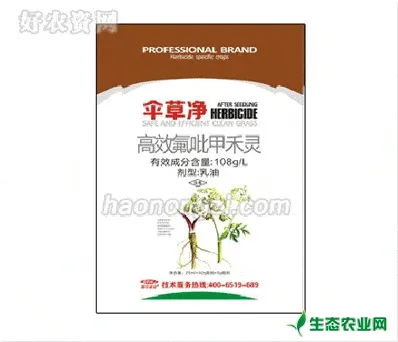 好农资网
PROFESSIONAL BRAND
Herbicide specific crops
伞草净
AFTER SEEDLING
HERBICIDE
SAFE AND EFFICIENT CLEAN GRASS
高效氟吡甲禾灵
有效成分含量:108g/L
剂型:乳油
技术服务热线:400-6519-689
生态农业网